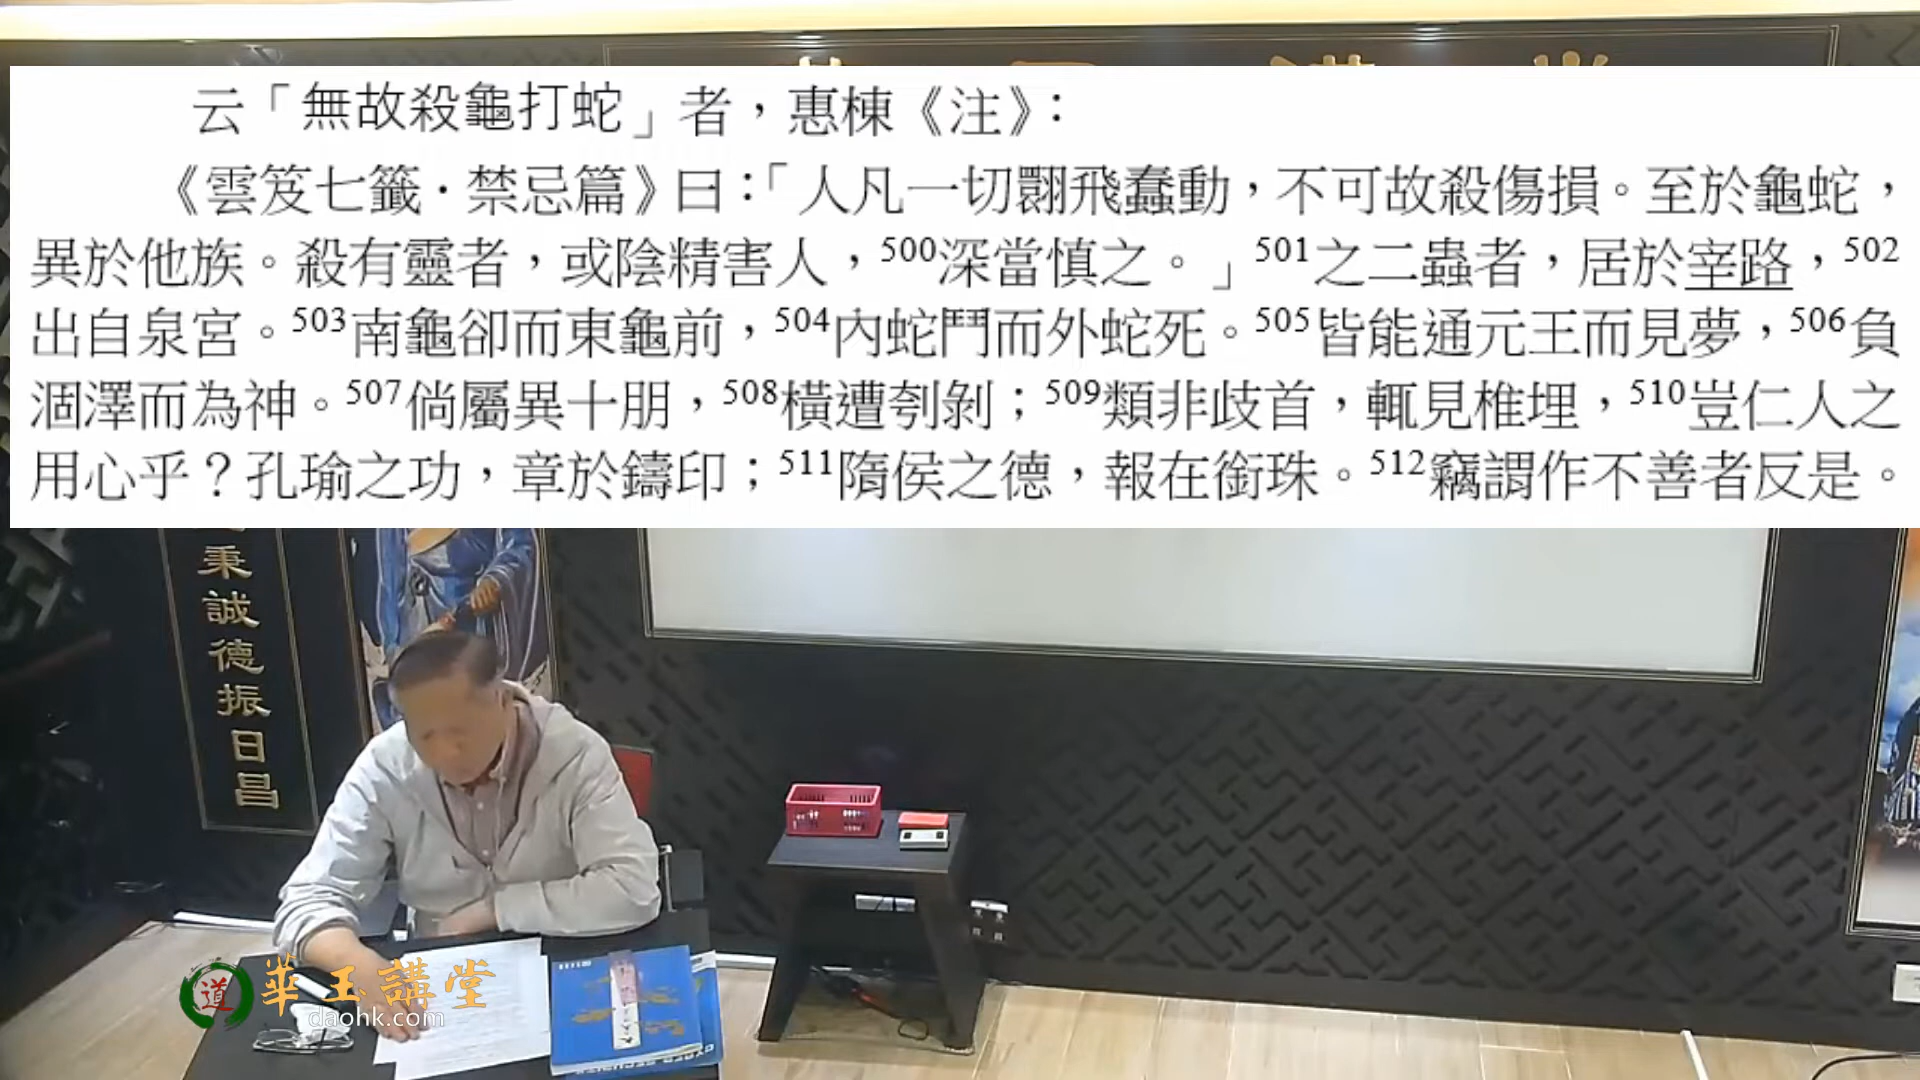 云「無故殺龜打蛇」者，惠棟《注》：
《雲笈七籤·禁忌篇》曰：「人凡一切翾飛蠢動，不可故殺傷損。至於龜蛇，
異於他族。殺有靈者，或陰精害人，500深當慎之。」501之二蟲者，居於宰路，502
出自泉宮。503南龜卻而東龜前，504內蛇鬥而外蛇死。505皆能通元王而見夢，506負
涸澤而為神。507倘屬異十朋，508橫遭刳剝；509類非歧首，輒見椎埋，510豈仁人之
用心乎？孔瑜之功，章於鑄印；511隋侯之德，報在銜珠。512竊謂作不善者反是。
秉誠德振日昌
道
華玉講堂
daohk.com